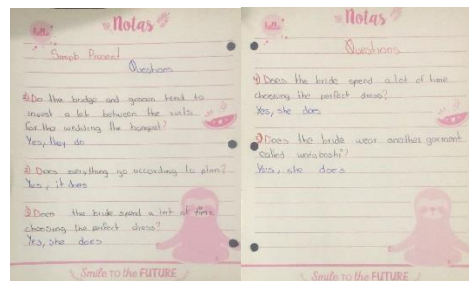 hello
Notas
Simple Present
Questions
Do the bridge and groom tend to
invest a lot between the suits
for the wedding the banquet?
Yes, they do
2) Does everything go according to plan?
Yes, it does
3) Does the bride spend a lot of time
choosing the perfect dress?
Yes, she does
Smile TO the FUTURE
hello
Notas
Questions
4) Does the bride spend a lot of time
choosing the perfect dress?
Yes, she does
Does the bride wear another garment
called
Yes, she does
Smile TO the FUTURE